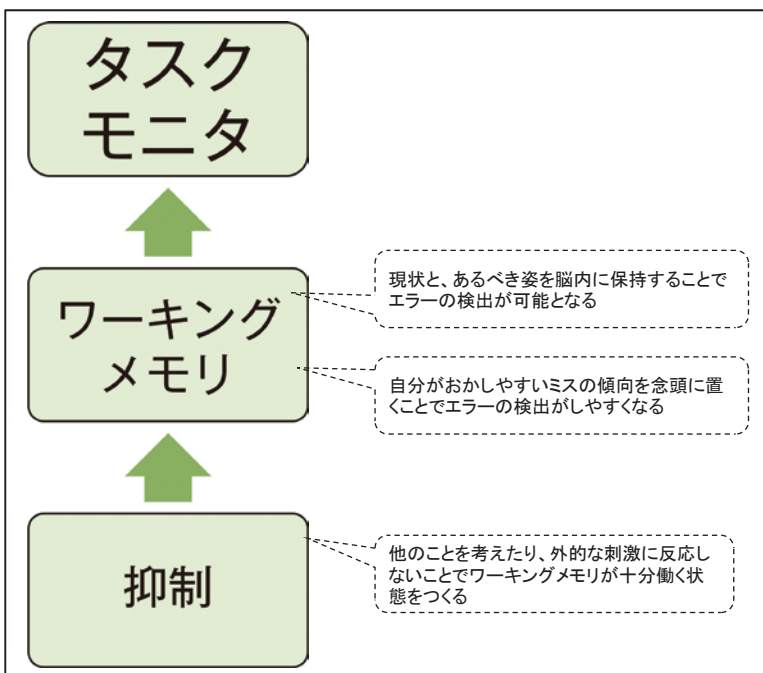 タスク
モニタ
ワーキング
メモリ
現状と、あるべき姿を脳内に保持することで
エラーの検出が可能となる
自分がおかしやすいミスの傾向を念頭に置
くことでエラーの検出がしやすくなる
抑制
他のことを考えたり、外的な刺激に反応し
ないことでワーキングメモリが十分働く状
態をつくる